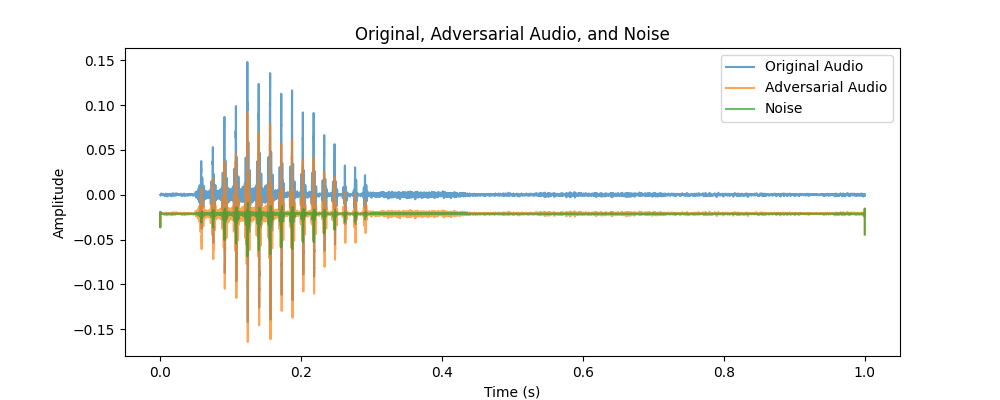 Original, Adversarial Audio, and Noise
Original Audio
Adversarial Audio
Noise
0.15
0.10
0.05
0.00
−0.05
−0.10
−0.15
Amplitude
0.0 0.2 0.4 0.6 0.8 1.0
Time (s)